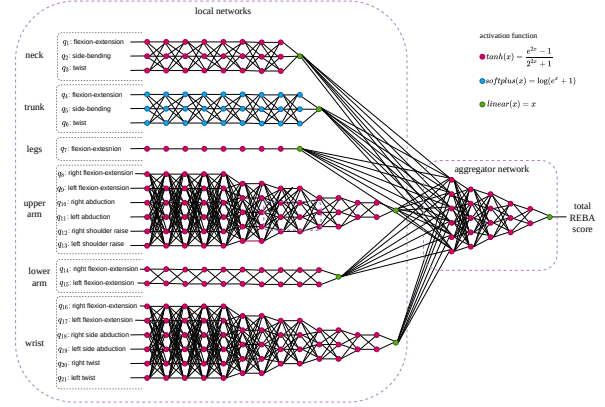 local networks
activation function
tanh(x) = e^{2x} − 1 / 2^{2x} + 1
softplus(x) = log(e^x + 1)
linear(x) = x
neck
q₁: flexion-extension
q₂: side-bending
q₃: twist
trunk
q₄: flexion-extension
q₅: side-bending
q₆: twist
legs
q₇: flexion-extension
upper
arm
q₈: right flexion-extension
q₉: left flexion-extension
q₁₀: right abduction
q₁₁: left abduction
q₁₂: right shoulder raise
q₁₃: left shoulder raise
lower
arm
q₁₄: right flexion-extension
q₁₅: left flexion-extension
wrist
q₁₆: right flexion-extension
q₁₇: left flexion-extension
q₁₈: right side abduction
q₁₉: left side abduction
q₂₀: right twist
q₂₁: left twist
aggregator network
total
REBA
score